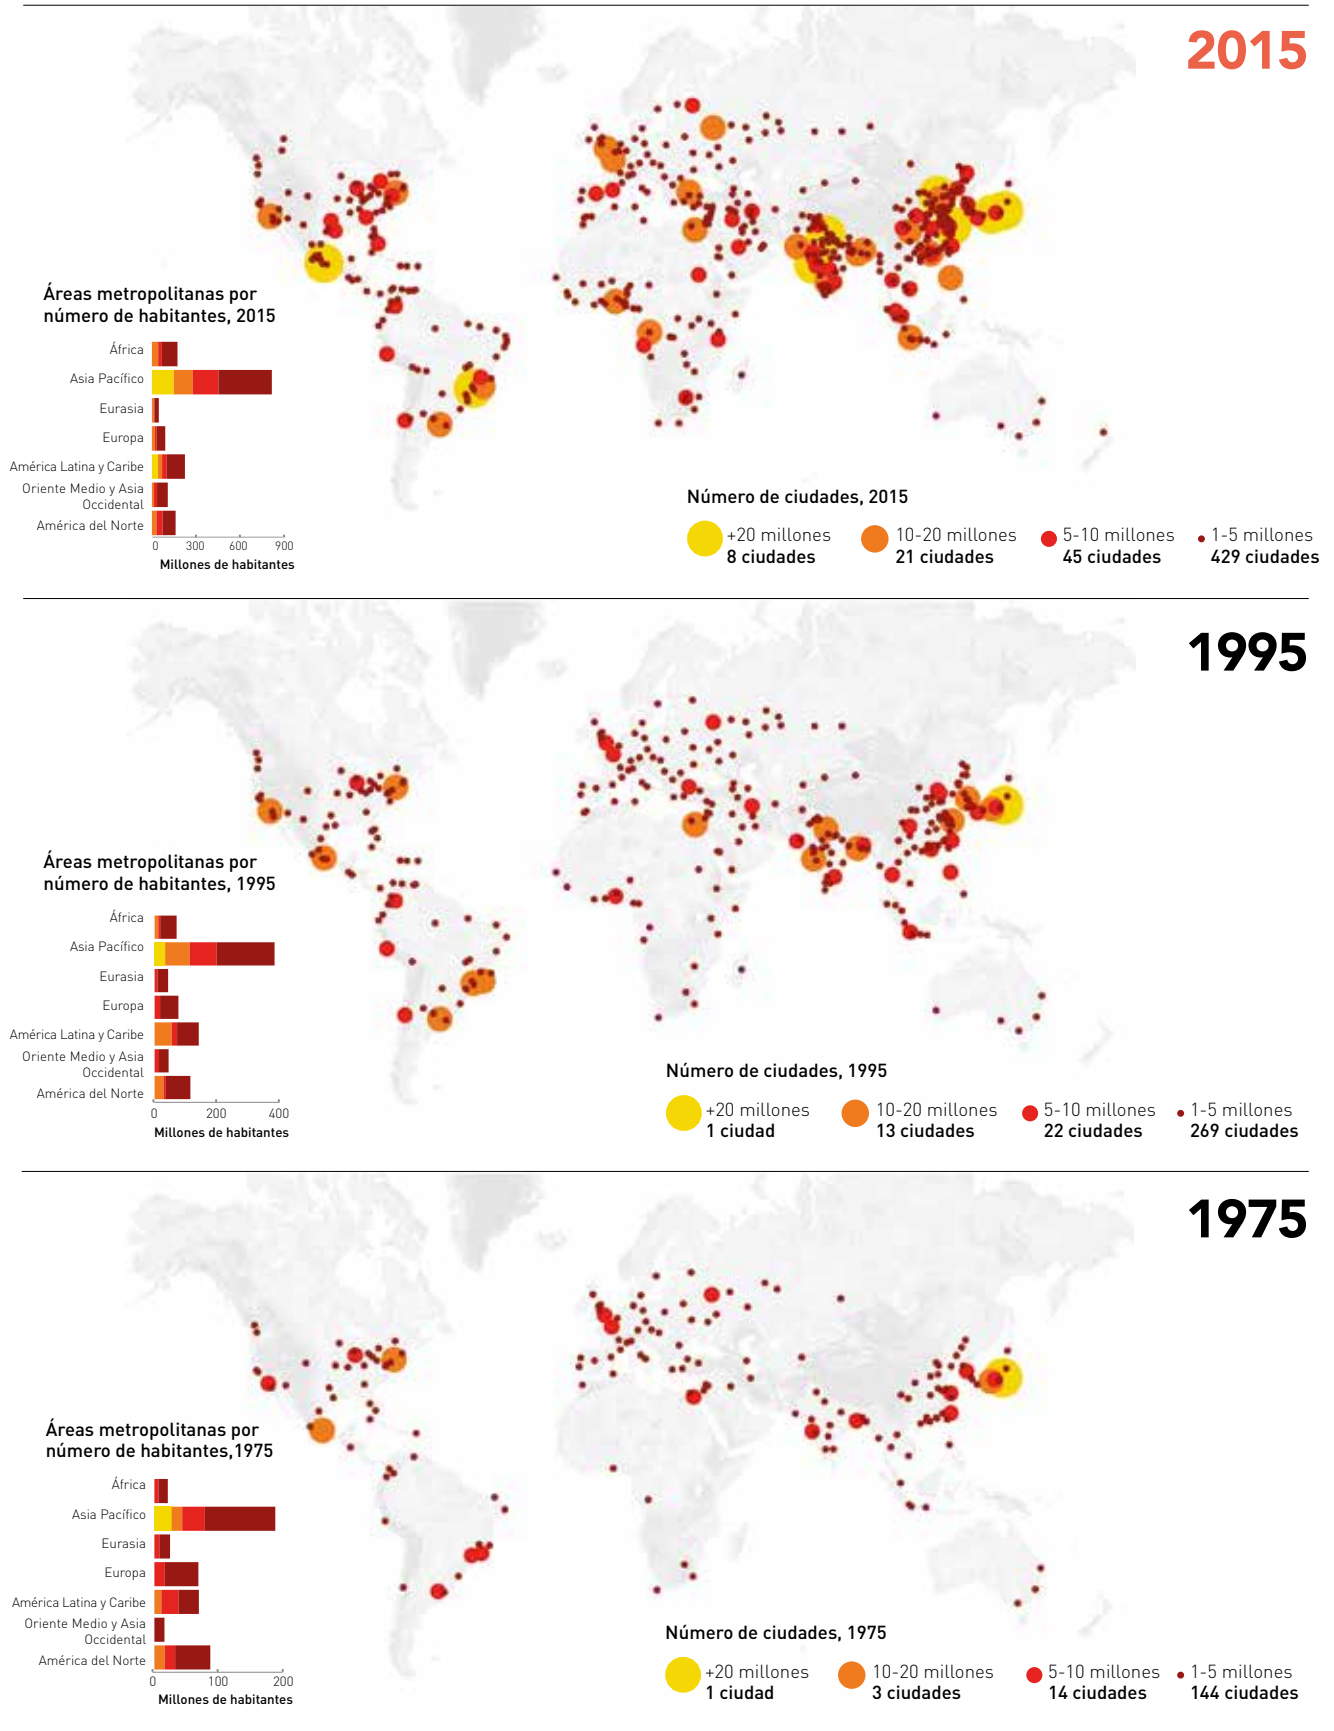 2015
Áreas metropolitanas por
número de habitantes, 2015
África
Asia Pacífico
Eurasia
Europa
América Latina y Caribe
Oriente Medio y Asia
Occidental
América del Norte
0 300 600 900
Millones de habitantes
Número de ciudades, 2015
+20 millones
8 ciudades
10-20 millones
21 ciudades
5-10 millones
45 ciudades
1-5 millones
429 ciudades
1995
Áreas metropolitanas por
número de habitantes, 1995
África
Asia Pacífico
Eurasia
Europa
América Latina y Caribe
Oriente Medio y Asia
Occidental
América del Norte
0 200 400
Millones de habitantes
Número de ciudades, 1995
+20 millones
1 ciudad
10-20 millones
13 ciudades
5-10 millones
22 ciudades
1-5 millones
269 ciudades
1975
Áreas metropolitanas por
número de habitantes,1975
África
Asia Pacífico
Eurasia
Europa
América Latina y Caribe
Oriente Medio y Asia
Occidental
América del Norte
0 100 200
Millones de habitantes
Número de ciudades, 1975
+20 millones
1 ciudad
10-20 millones
3 ciudades
5-10 millones
14 ciudades
1-5 millones
144 ciudades